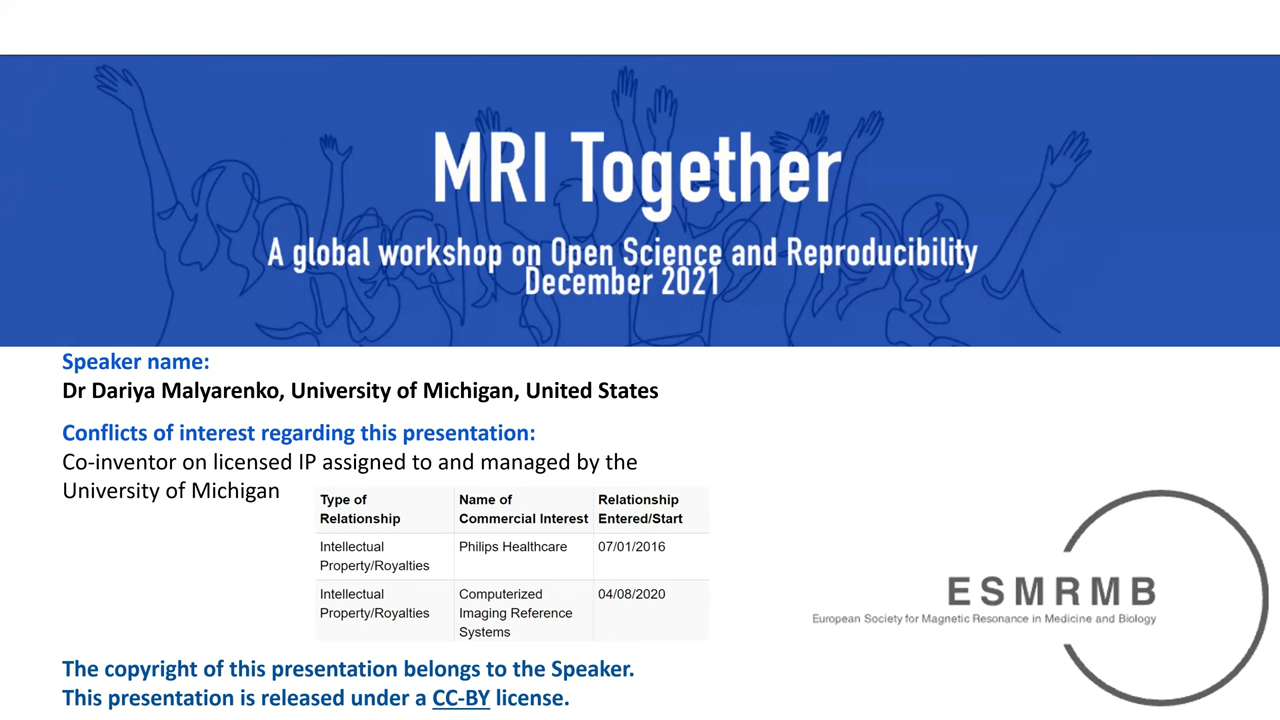 MRI Together
A global workshop on Open Science and Reproducibility
December 2021
Speaker name:
Dr Dariya Malyarenko, University of Michigan, United States
Conflicts of interest regarding this presentation:
Co-inventor on licensed IP assigned to and managed by the
University of Michigan
Type of Relationship Name of Commercial Interest Relationship Entered/Start
Intellectual Property/Royalties Philips Healthcare 07/01/2016
Intellectual Property/Royalties Computerized Imaging Reference Systems 04/08/2020
ESMRMB
European Society for Magnetic Resonance in Medicine and Biology
The copyright of this presentation belongs to the Speaker.
This presentation is released under a CC-BY license.